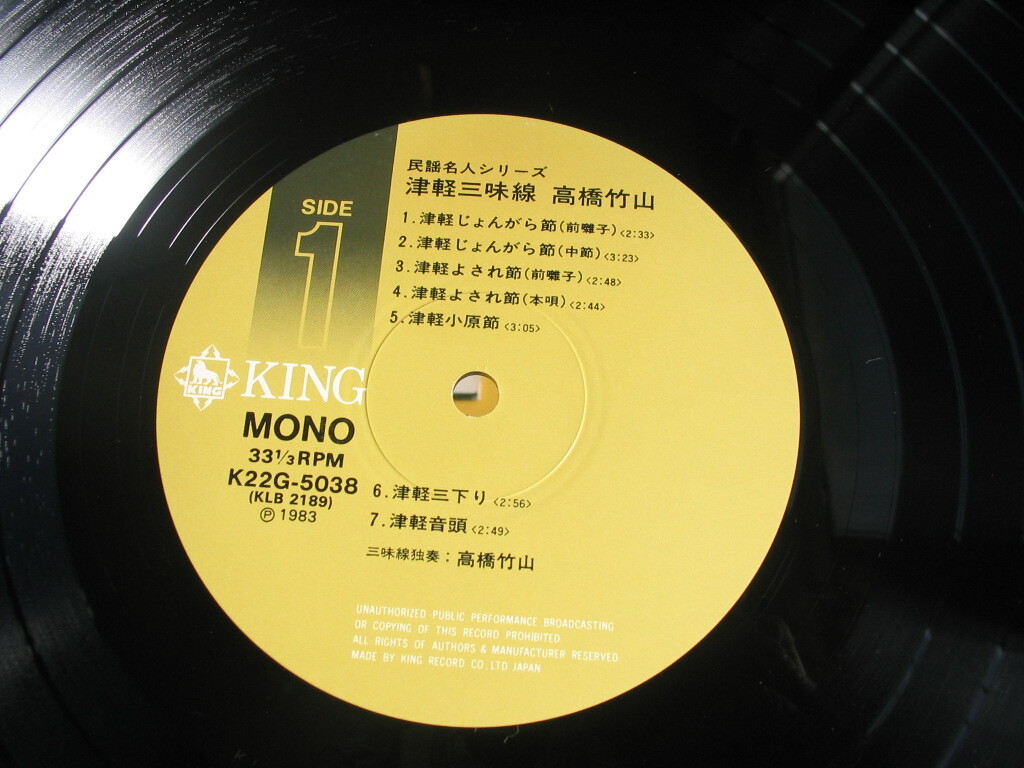 民謡名人シリーズ
津軽三味線 高橋竹山
SIDE
1
1.津軽じょんがら節(前囃子)<2:33>
2.津軽じょんがら節(中節)<3:23>
3.津軽よされ節(前囃子)<2:48>
4.津軽よされ節(本唄)<2:44>
5.津軽小原節<3:05>
KING
KING
MONO
33⅓RPM
K22G-5038
(KLB 2189)
Ⓟ 1983
6.津軽三下り<2:56>
7.津軽音頭<2:49>
三味線独奏:高橋竹山
UNAUTHORIZED PUBLIC PERFORMANCE BROADCASTING
OR COPYING OF THIS RECORD PROHIBITED
ALL RIGHTS OF AUTHORS & MANUFACTURER RESERVED
MADE BY KING RECORD CO., LTD. JAPAN